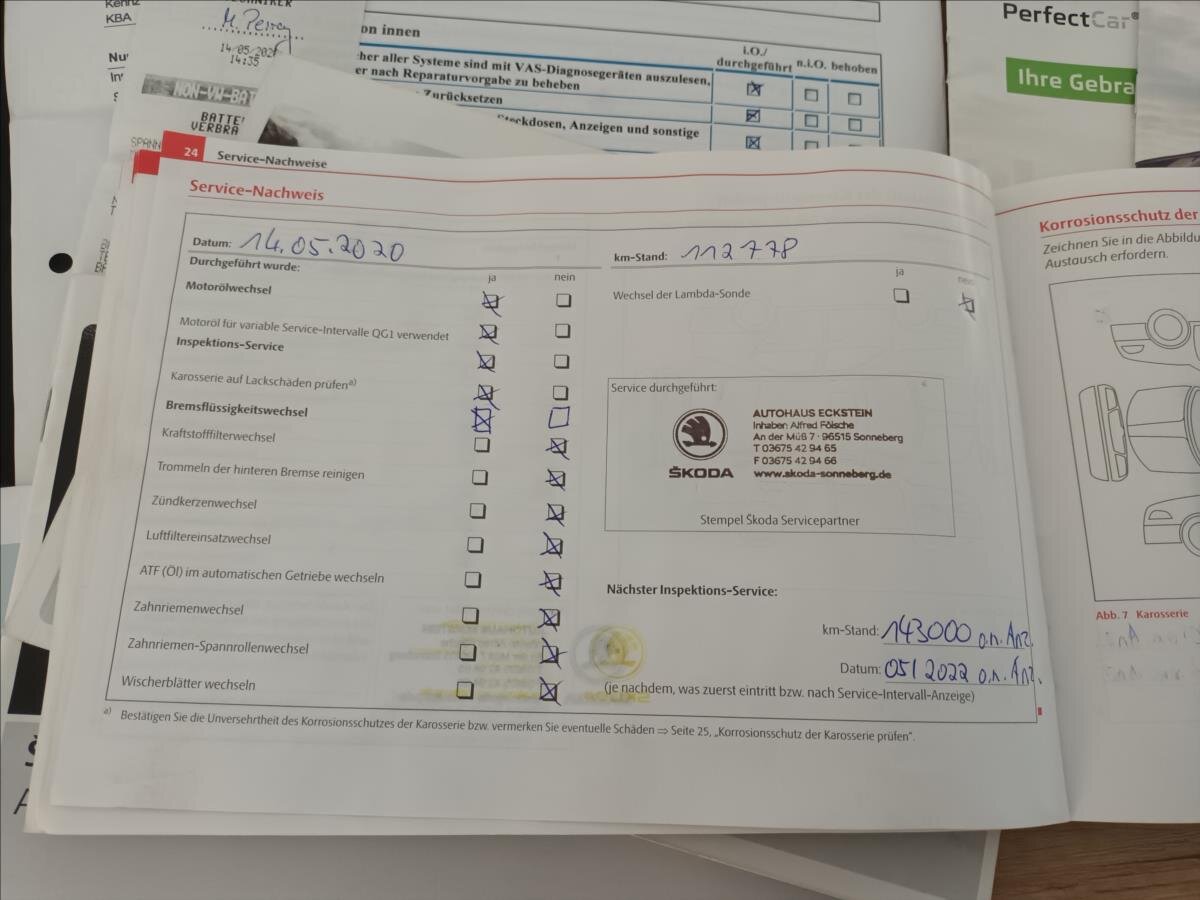 KBA
M. Perso
14/05/2020
14:35
NON-VW-BAT
BATTE
VERBRA
SPANN
on innen
i.O./
durchgeführt n.i.O. behoben
her aller Systeme sind mit VAS-Diagnosegeräten auszulesen,
er nach Reparaturvorgabe zu beheben
Zurücksetzen
Steckdosen, Anzeigen und sonstige
PerfectCar
Ihre Gebra
24 Service-Nachweise
Service-Nachweis
Datum: 14.05.2020
km-Stand: 112778
Durchgeführt wurde:
ja nein
ja nein
Motorölwechsel
Wechsel der Lambda-Sonde
Motoröl für variable Service-Intervalle QG1 verwendet
Inspektions-Service
Karosserie auf Lackschäden prüfen a)
Bremsflüssigkeitswechsel
Kraftstofffilterwechsel
Trommeln der hinteren Bremse reinigen
Zündkerzenwechsel
Luftfiltereinsatzwechsel
ATF (Öl) im automatischen Getriebe wechseln
Zahnriemenwechsel
Zahnriemen-Spannrollenwechsel
Wischerblätter wechseln
Service durchgeführt:
ŠKODA
AUTOHAUS ECKSTEIN
Inhaber: Alfred Fölsche
An der Müß 7 · 96515 Sonneberg
T 03675 42 94 65
F 03675 42 94 66
www.skoda-sonneberg.de
Stempel Škoda Servicepartner
Nächster Inspektions-Service:
km-Stand: 143000 o.n. Anz.
Datum: 05/2022 o.n. Anz.
(je nachdem, was zuerst eintritt bzw. nach Service-Intervall-Anzeige)
a) Bestätigen Sie die Unversehrtheit des Korrosionsschutzes der Karosserie bzw. vermerken Sie eventuelle Schäden ⇒ Seite 25, „Korrosionsschutz der Karosserie prüfen“.
Korrosionsschutz der
Zeichnen Sie in die Abbildu
Austausch erfordern.
Abb. 7 Karosserie